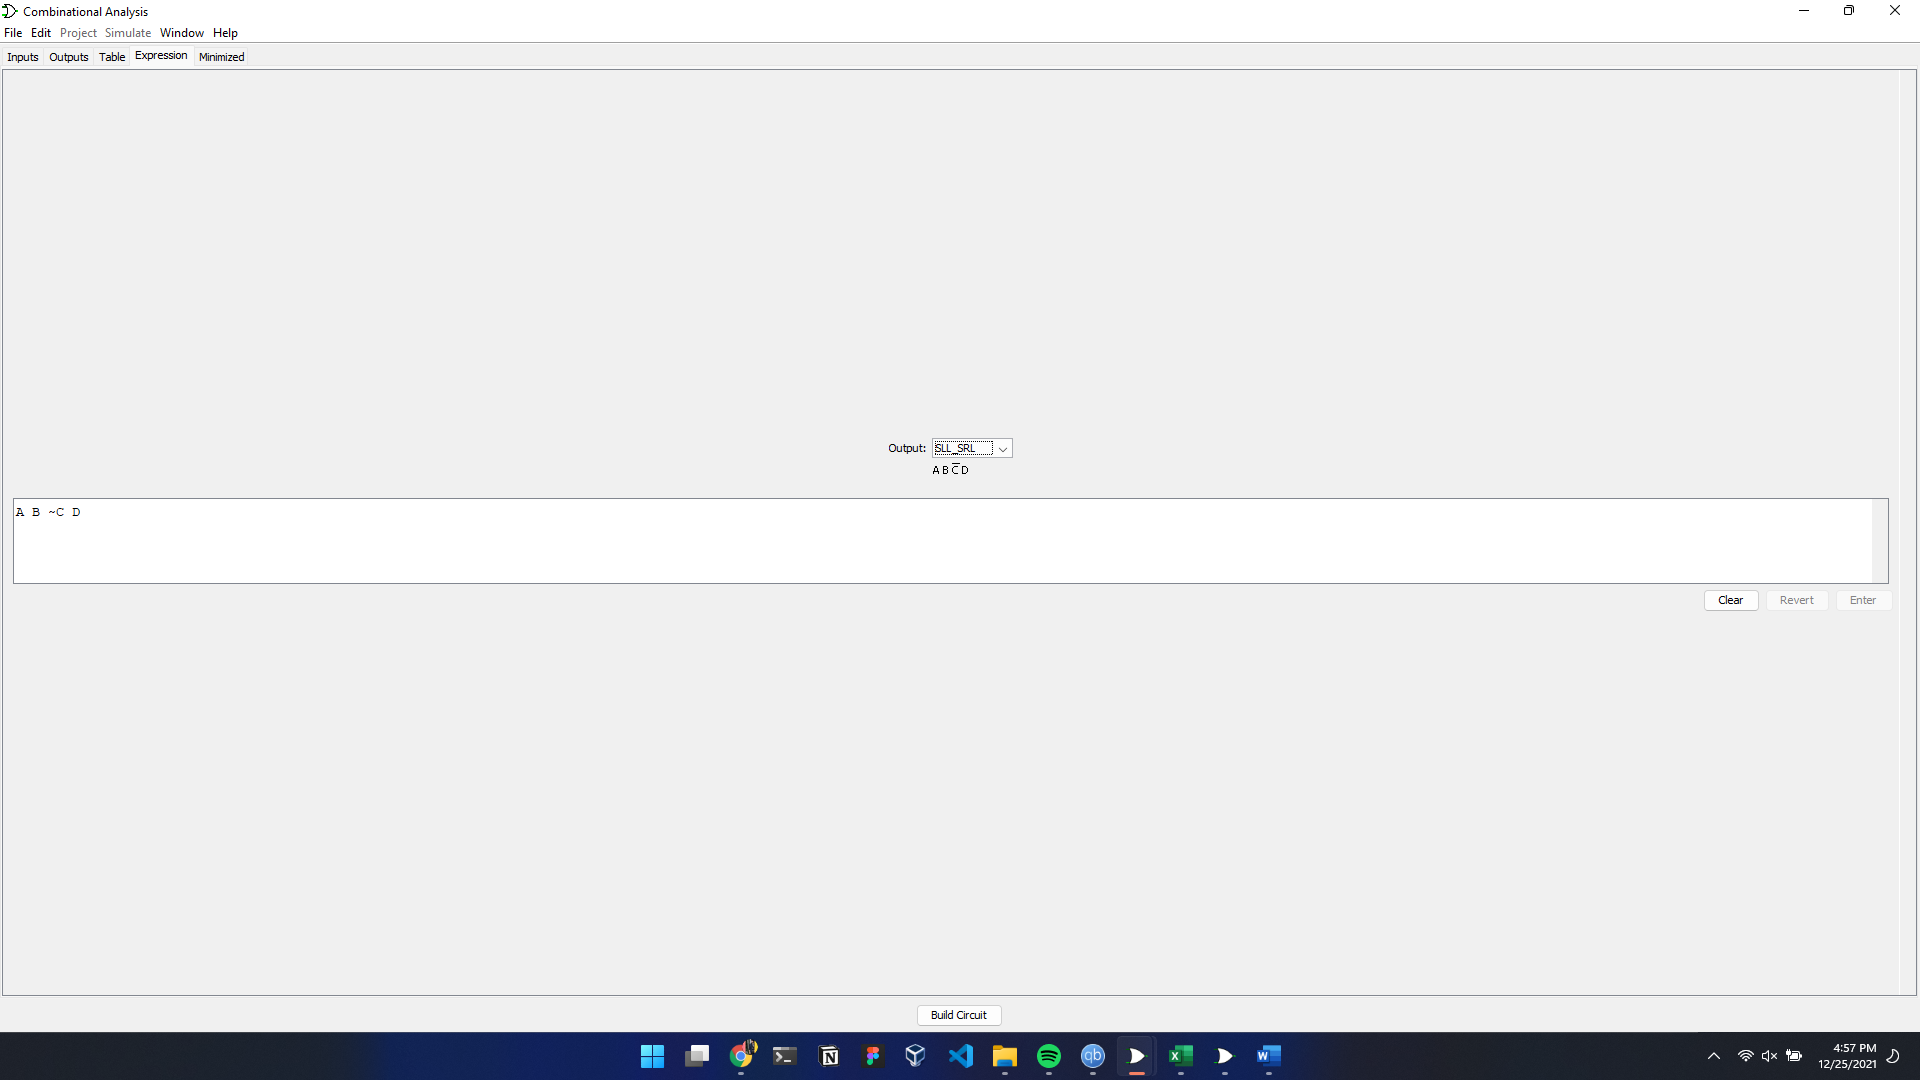 Combinational Analysis
File Edit Project Simulate Window Help
Inputs Outputs Table Expression Minimized
Output: SLL_SRL
A B C̅ D
A B ~C D
Clear Revert Enter
Build Circuit
4:57 PM
12/25/2021